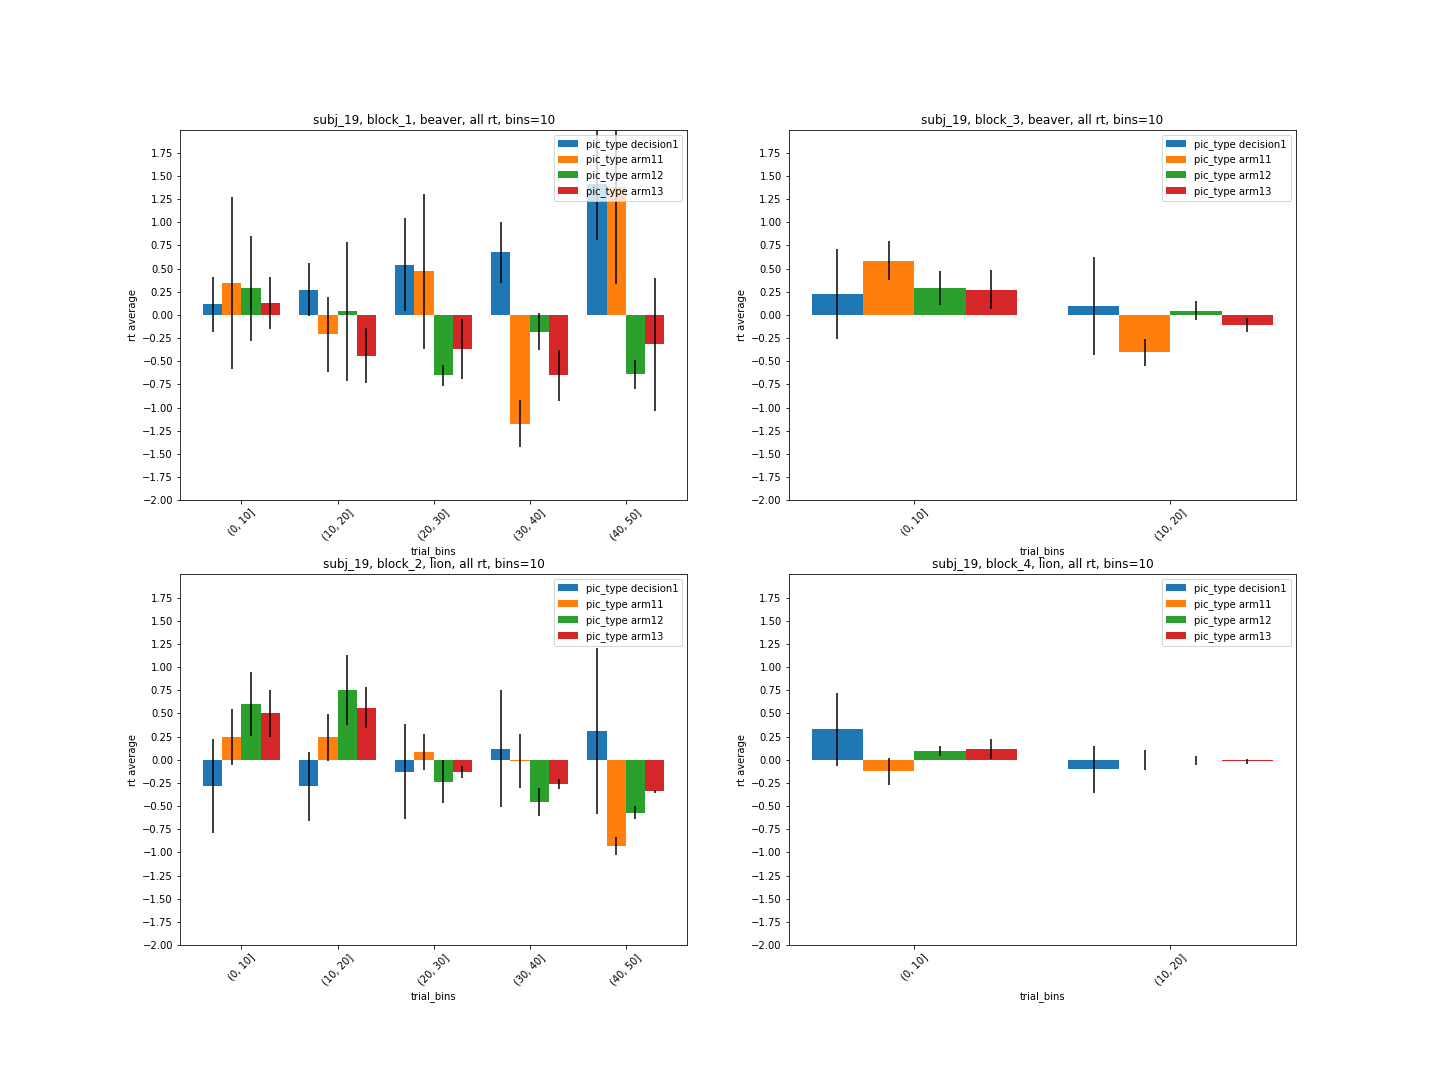 subj_19, block_1, beaver, all rt, bins=10
pic_type decision1
pic_type arm11
pic_type arm12
pic_type arm13
rt average
1.75
1.50
1.25
1.00
0.75
0.50
0.25
0.00
−0.25
−0.50
−0.75
−1.00
−1.25
−1.50
−1.75
−2.00
(0, 10]
(10, 20]
(20, 30]
(30, 40]
(40, 50]
trial_bins
subj_19, block_3, beaver, all rt, bins=10
pic_type decision1
pic_type arm11
pic_type arm12
pic_type arm13
rt average
1.75
1.50
1.25
1.00
0.75
0.50
0.25
0.00
−0.25
−0.50
−0.75
−1.00
−1.25
−1.50
−1.75
−2.00
(0, 10]
(10, 20]
trial_bins
subj_19, block_2, lion, all rt, bins=10
pic_type decision1
pic_type arm11
pic_type arm12
pic_type arm13
rt average
1.75
1.50
1.25
1.00
0.75
0.50
0.25
0.00
−0.25
−0.50
−0.75
−1.00
−1.25
−1.50
−1.75
−2.00
(0, 10]
(10, 20]
(20, 30]
(30, 40]
(40, 50]
trial_bins
subj_19, block_4, lion, all rt, bins=10
pic_type decision1
pic_type arm11
pic_type arm12
pic_type arm13
rt average
1.75
1.50
1.25
1.00
0.75
0.50
0.25
0.00
−0.25
−0.50
−0.75
−1.00
−1.25
−1.50
−1.75
−2.00
(0, 10]
(10, 20]
trial_bins